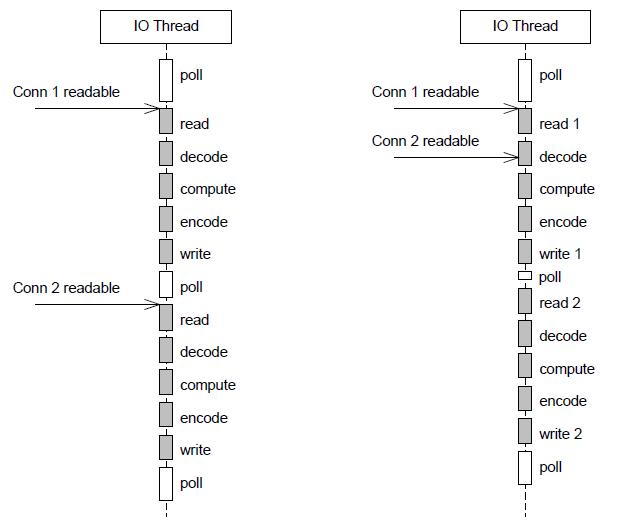 IO Thread
poll
Conn 1 readable
read
decode
compute
encode
write
poll
Conn 2 readable
read
decode
compute
encode
write
poll
IO Thread
poll
Conn 1 readable
read 1
Conn 2 readable
decode
compute
encode
write 1
poll
read 2
decode
compute
encode
write 2
poll